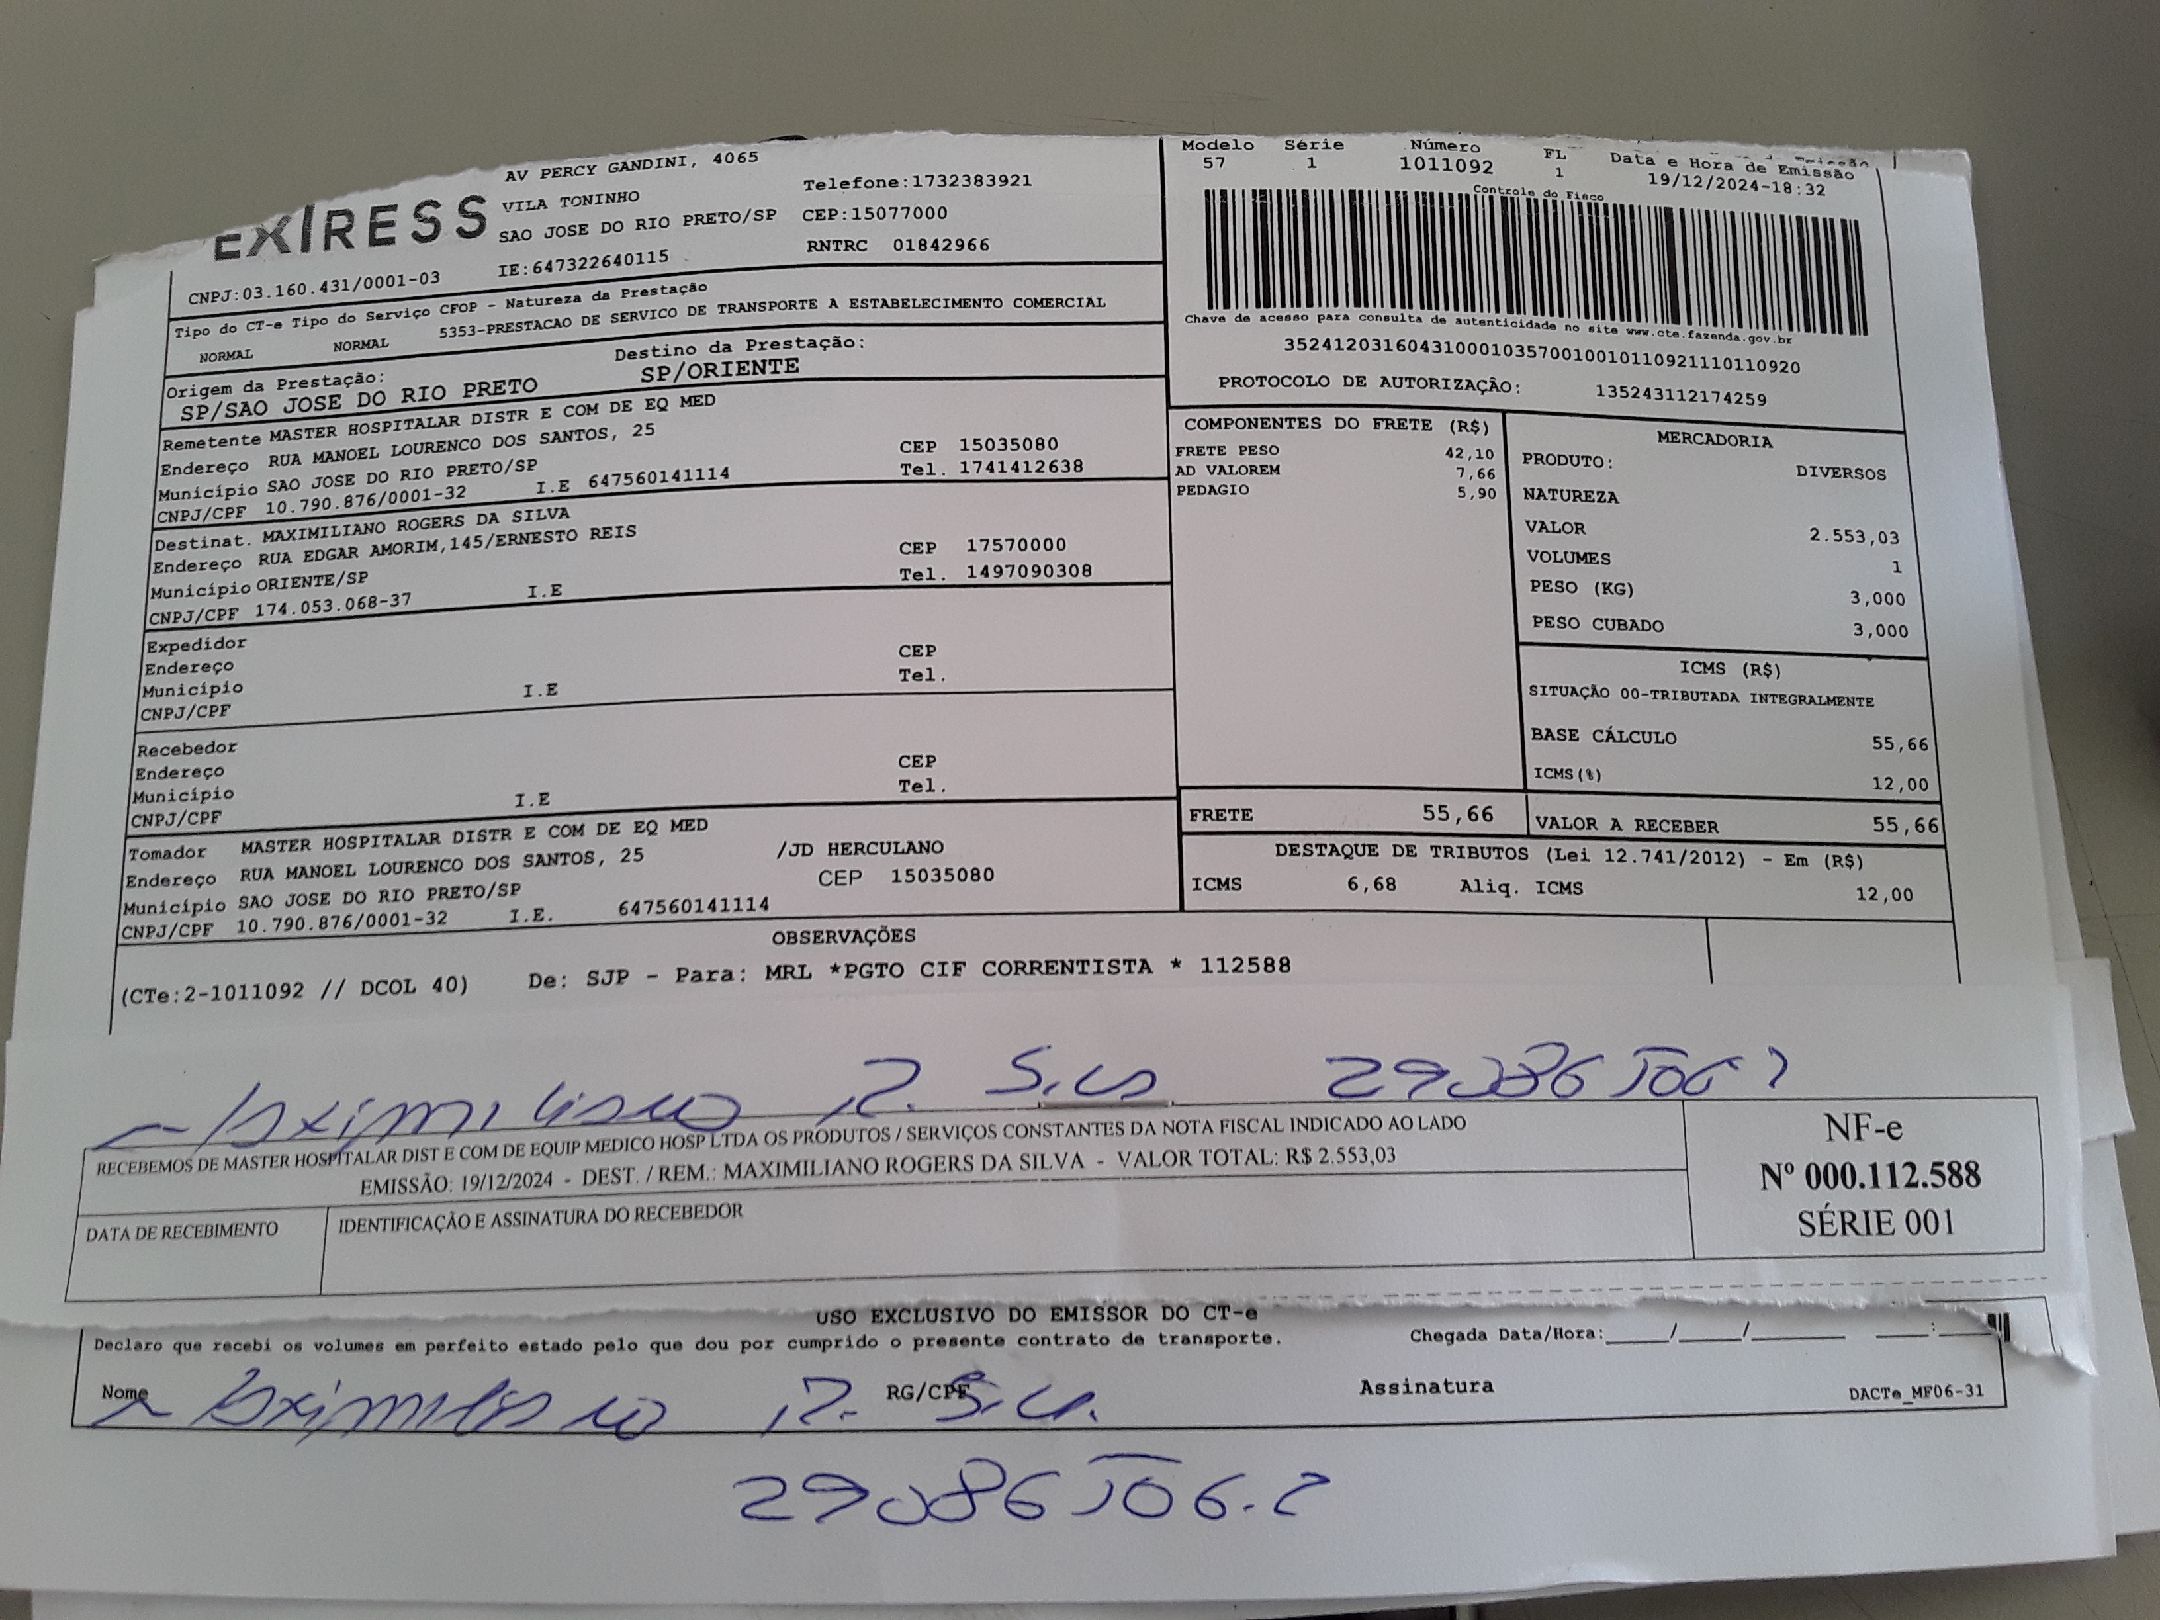 AV PERCY GANDINI, 4065
VILA TONINHO Telefone:1732383921
EXPRESS SAO JOSE DO RIO PRETO/SP CEP:15077000
CNPJ:03.160.431/0001-03 IE:647322640115 RNTRC 01842966
Tipo do CT-e Tipo do Serviço CFOP - Natureza da Prestação
NORMAL NORMAL 5353-PRESTACAO DE SERVICO DE TRANSPORTE A ESTABELECIMENTO COMERCIAL
Origem da Prestação: Destino da Prestação:
SP/SAO JOSE DO RIO PRETO SP/ORIENTE
Remetente MASTER HOSPITALAR DISTR E COM DE EQ MED
Endereço RUA MANOEL LOURENCO DOS SANTOS, 25 CEP 15035080
Município SAO JOSE DO RIO PRETO/SP Tel. 1741412638
CNPJ/CPF 10.790.876/0001-32 I.E 647560141114
Destinat. MAXIMILIANO ROGERS DA SILVA
Endereço RUA EDGAR AMORIM,145/ERNESTO REIS CEP 17570000
Município ORIENTE/SP Tel. 1497090308
CNPJ/CPF 174.053.068-37 I.E
Expedidor
Endereço CEP
Município I.E Tel.
CNPJ/CPF
Recebedor
Endereço CEP
Município I.E Tel.
CNPJ/CPF
Tomador MASTER HOSPITALAR DISTR E COM DE EQ MED
Endereço RUA MANOEL LOURENCO DOS SANTOS, 25 /JD HERCULANO
Município SAO JOSE DO RIO PRETO/SP CEP 15035080
CNPJ/CPF 10.790.876/0001-32 I.E. 647560141114
Modelo Série Número FL Data e Hora de Emissão
57 1 1011092 1 19/12/2024-18:32
Controle do Fisco
Chave de acesso para consulta de autenticidade no site www.cte.fazenda.gov.br
35241203160431000103570010010110921110110920
PROTOCOLO DE AUTORIZAÇÃO: 135243112174259
COMPONENTES DO FRETE (R$)
FRETE PESO 42,10
AD VALOREM 7,66
PEDAGIO 5,90
MERCADORIA
PRODUTO: DIVERSOS
NATUREZA
VALOR 2.553,03
VOLUMES 1
PESO (KG) 3,000
PESO CUBADO 3,000
ICMS (R$)
SITUAÇÃO 00-TRIBUTADA INTEGRALMENTE
BASE CÁLCULO 55,66
ICMS(%) 12,00
FRETE 55,66 VALOR A RECEBER 55,66
DESTAQUE DE TRIBUTOS (Lei 12.741/2012) - Em (R$)
ICMS 6,68 Aliq. ICMS 12,00
OBSERVAÇÕES
(CTe:2-1011092 // DCOL 40) De: SJP - Para: MRL *PGTO CIF CORRENTISTA * 112588
Maximiliano R.
RECEBEMOS DE MASTER HOSPITALAR DIST E COM DE EQUIP MEDICO HOSP LTDA OS PRODUTOS / SERVIÇOS CONSTANTES DA NOTA FISCAL INDICADO AO LADO
EMISSÃO: 19/12/2024 - DEST. / REM.: MAXIMILIANO ROGERS DA SILVA - VALOR TOTAL: R$ 2.553,03
DATA DE RECEBIMENTO IDENTIFICAÇÃO E ASSINATURA DO RECEBEDOR
NF-e
Nº 000.112.588
SÉRIE 001
USO EXCLUSIVO DO EMISSOR DO CT-e
Declaro que recebi os volumes em perfeito estado pelo que dou por cumprido o presente contrato de transporte. Chegada Data/Hora:____/____/______ ___:___
Nome Maximiliano R. RG/CPF Assinatura DACTe_MF06-31